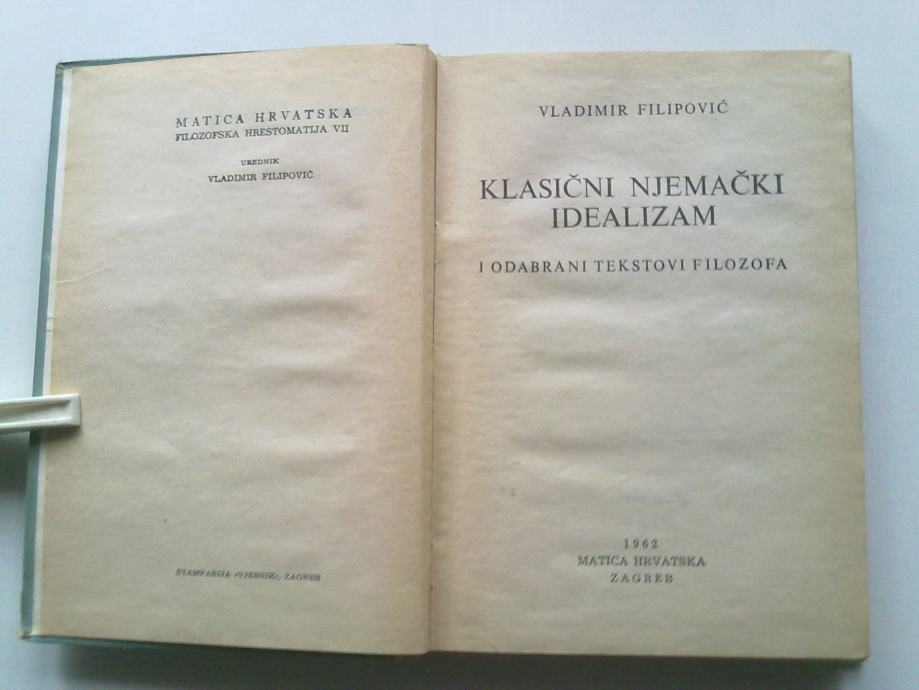 MATICA HRVATSKA
FILOZOFSKA HRESTOMATIJA VII
UREDNIK
VLADIMIR FILIPOVIĆ
ŠTAMPARIJA »VJESNIK«, ZAGREB
VLADIMIR FILIPOVIĆ
KLASIČNI NJEMAČKI
IDEALIZAM
I ODABRANI TEKSTOVI FILOZOFA
1962
MATICA HRVATSKA
ZAGREB